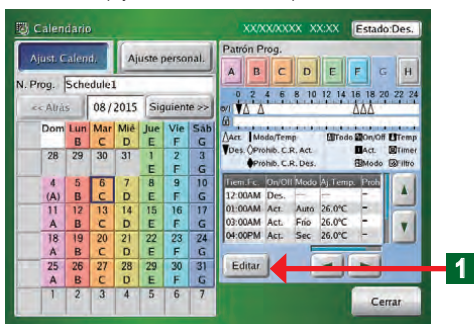 Calendario
XX/XX/XXXX XX:XX
Estado:Des.
Ajust. Calend.
Ajuste personal.
N. Prog. Schedule1
<< Atrás
08/2015
Siguiente >>
Dom Lun Mar Mié Jue Vie Sáb
B C D E F G
28 29 30 31 1 2 3
E F G
4 5 6 7 8 9 10
(A) B C D E F G
11 12 13 14 15 16 17
A B C D E F G
18 19 20 21 22 23 24
A B C D E F G
25 26 27 28 29 30 31
A B C D E F G
1 2 3 4 5 6 7
Patrón Prog.
A B C D E F G H
0 2 4 6 8 10 12 14 16 18 20 22 24
Act. Modo/Temp Todo On/Off Temp
Des. Prohib. C.R. Act. Act. Timer
Prohib. C.R. Des. Modo Filtro
Tiem.Fc. On/Off Modo Aj.Temp. Proh
12:00AM Des. -- -- --
01:00AM Act. Auto 26.0°C --
03:00AM Act. Frío 26.0°C --
04:00PM Act. Sec 26.0°C --
Editar
1
Cerrar